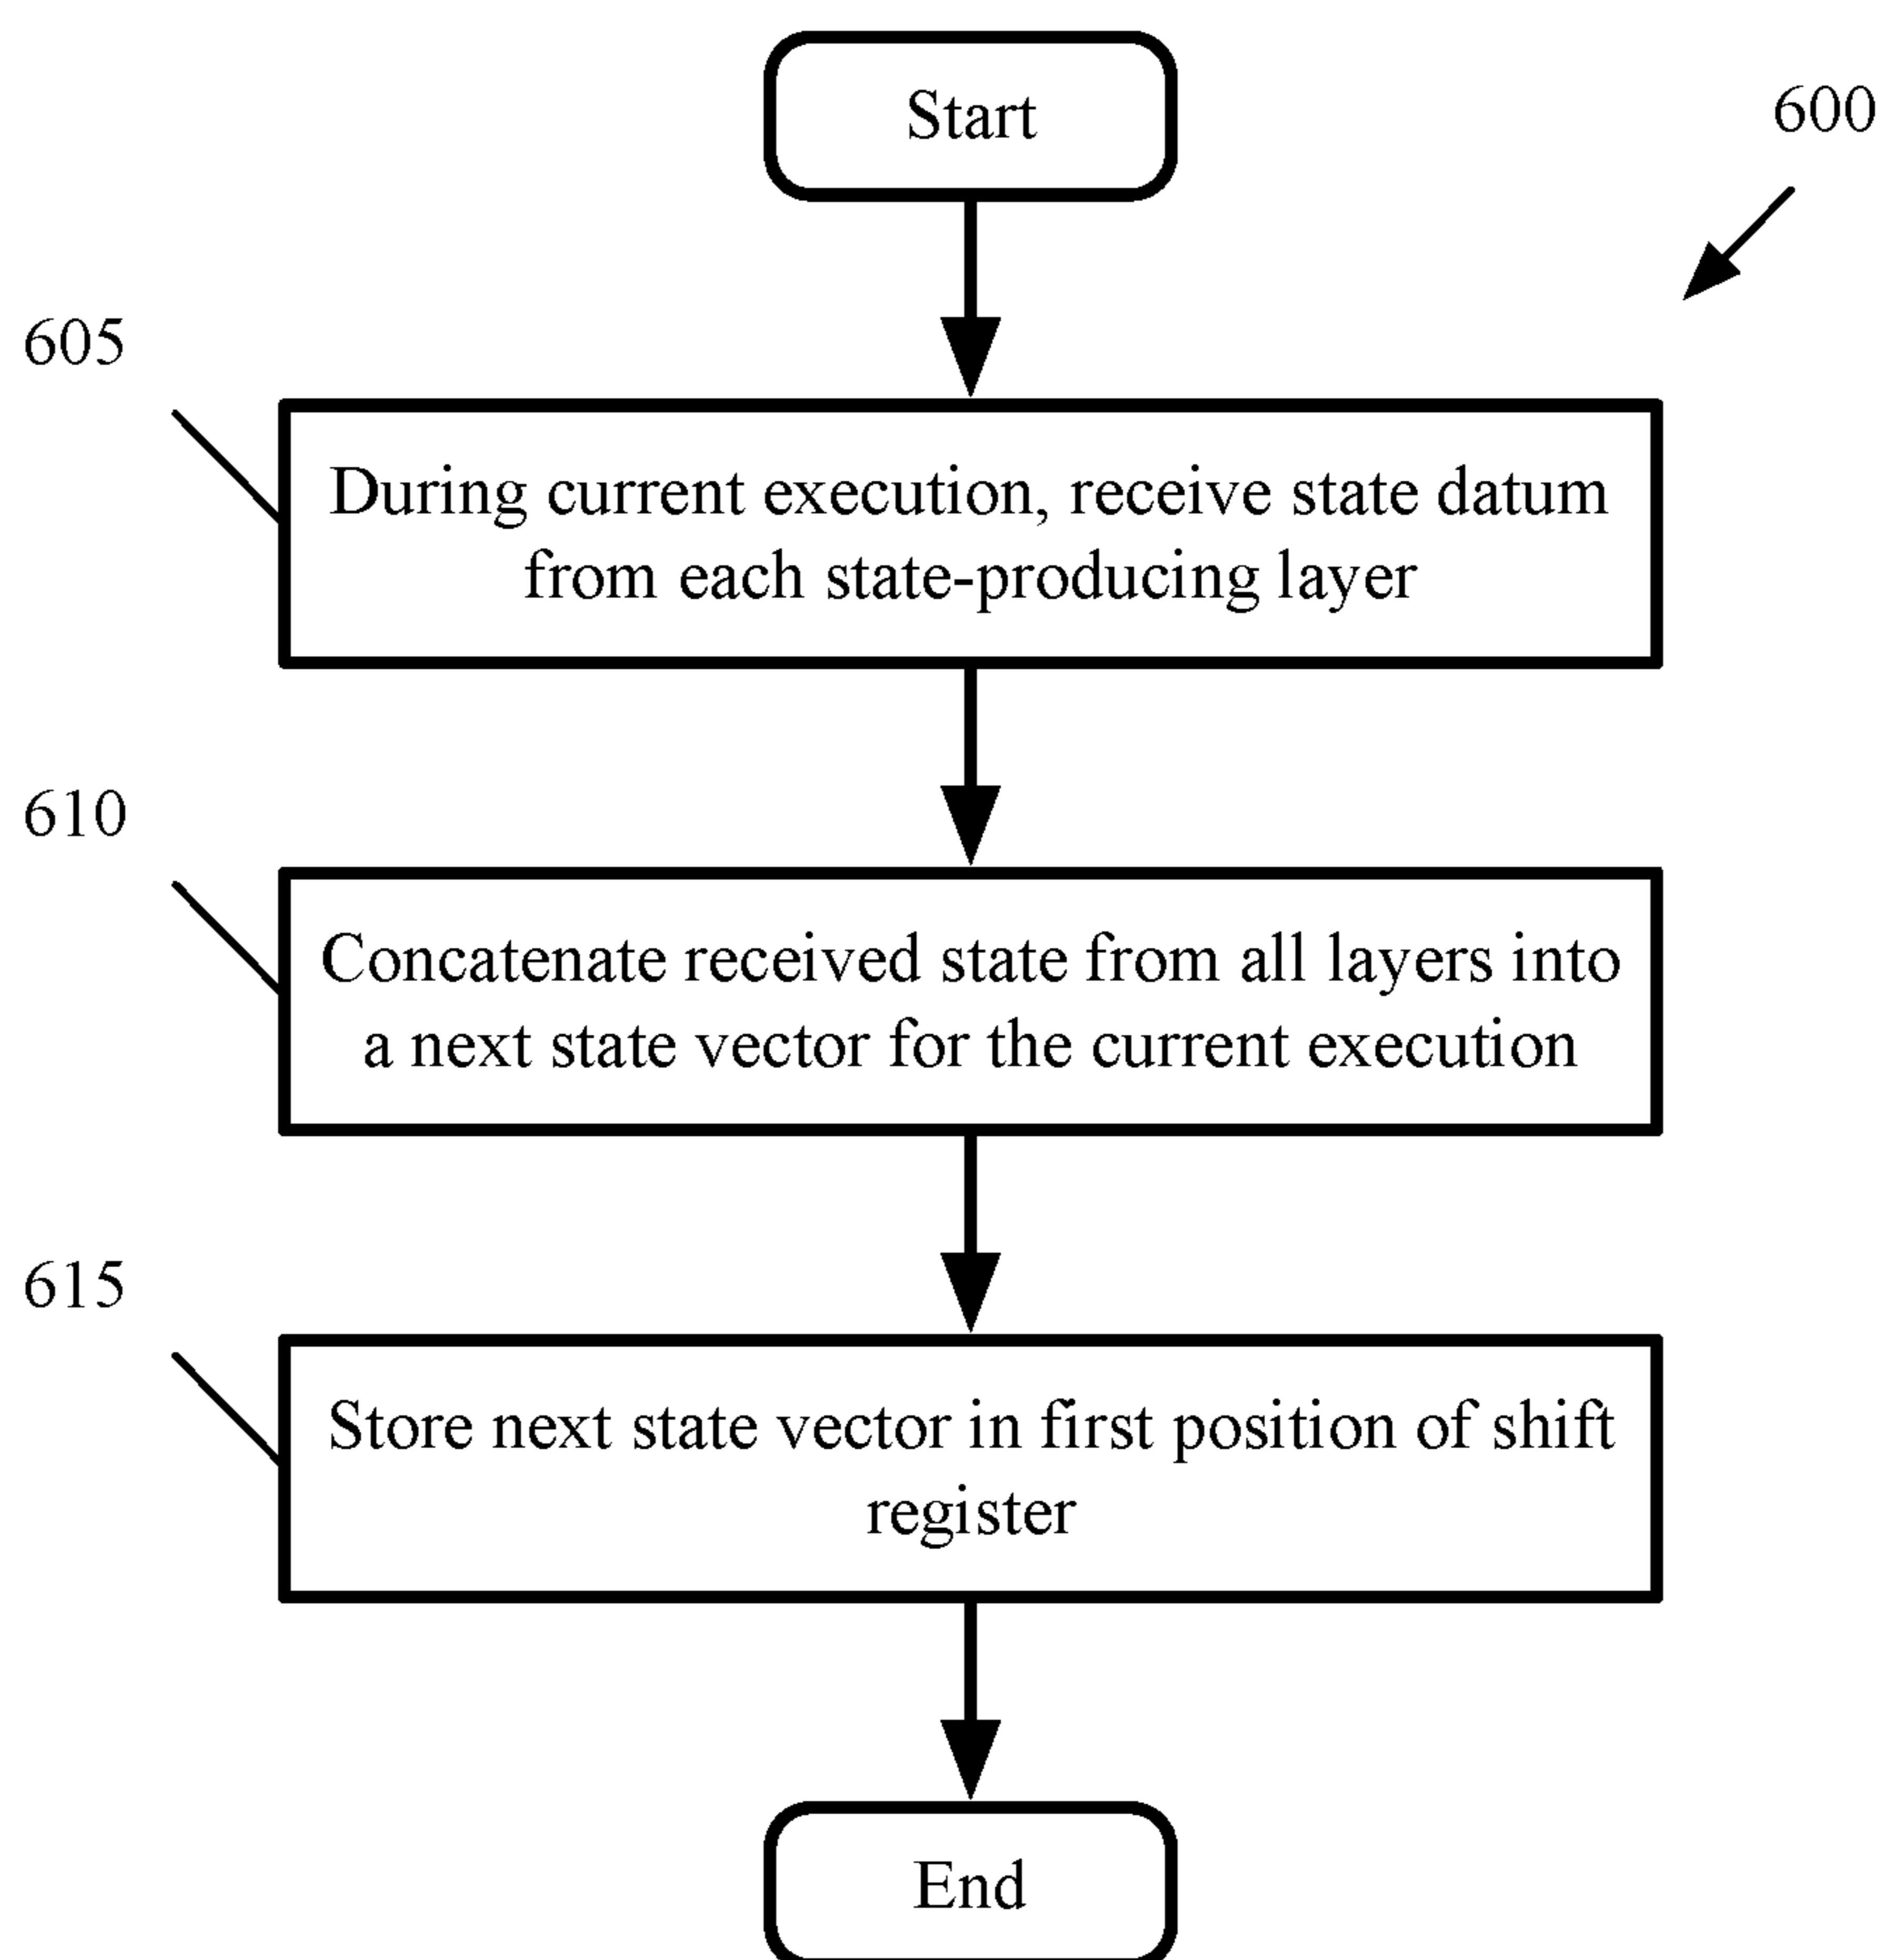 Start
600
605
During current execution, receive state datum
from each state-producing layer
610
Concatenate received state from all layers into
a next state vector for the current execution
615
Store next state vector in first position of shift
register
End